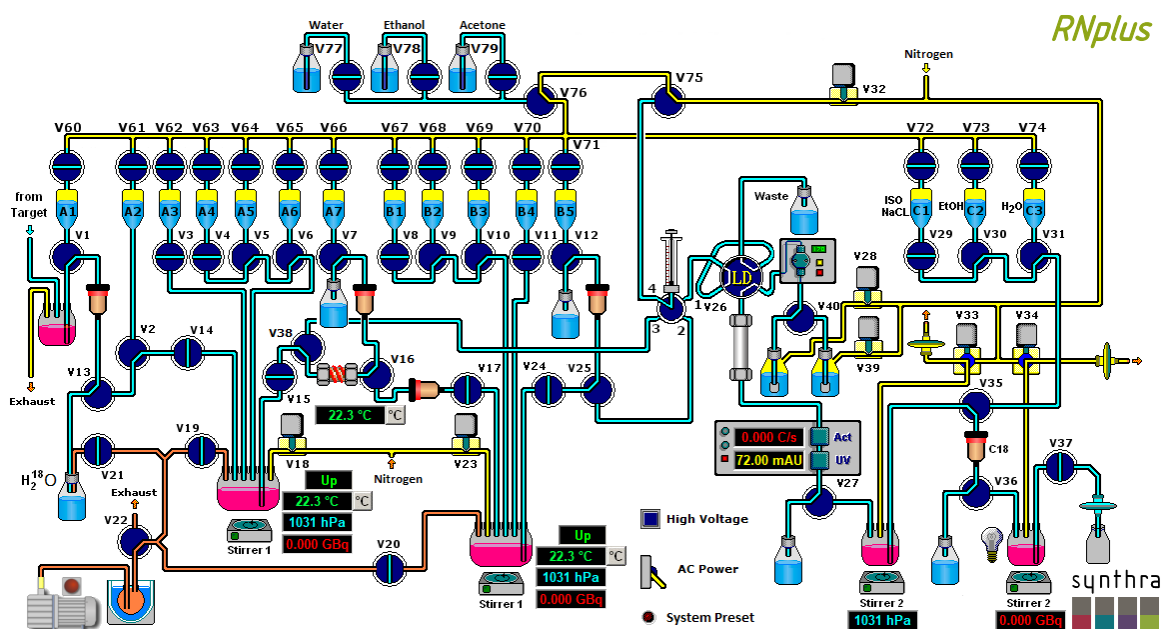 RNplus
Water
Ethanol
Acetone
V77
V78
V79
V76
V75
V32
Nitrogen
V60
V61
V62
V63
V64
V65
V66
V67
V68
V69
V70
V71
V72
V73
V74
from
Target
A1
A2
A3
A4
A5
A6
A7
B1
B2
B3
B4
B5
Waste
ISO
NaCL
C1
EtOH
C2
H2O
C3
V1
V3
V4
V5
V6
V7
V8
V9
V10
V11
V12
V29
V30
V31
V28
4
1
3
2
V26
LD
V40
V39
V33
V34
V2
V14
V38
V16
V13
V15
V17
V24
V25
V35
Exhaust
Exhaust
22.3 °C
°C
V19
V21
V18
V23
Nitrogen
0.000 C/s
Act
72.00 mAU
UV
C18
V37
V27
V36
H2 18O
Exhaust
V22
Up
22.3 °C
°C
1031 hPa
0.000 GBq
Stirrer 1
V20
Up
22.3 °C
°C
1031 hPa
0.000 GBq
Stirrer 1
High Voltage
AC Power
System Preset
Stirrer 2
1031 hPa
Stirrer 2
0.000 GBq
synthra